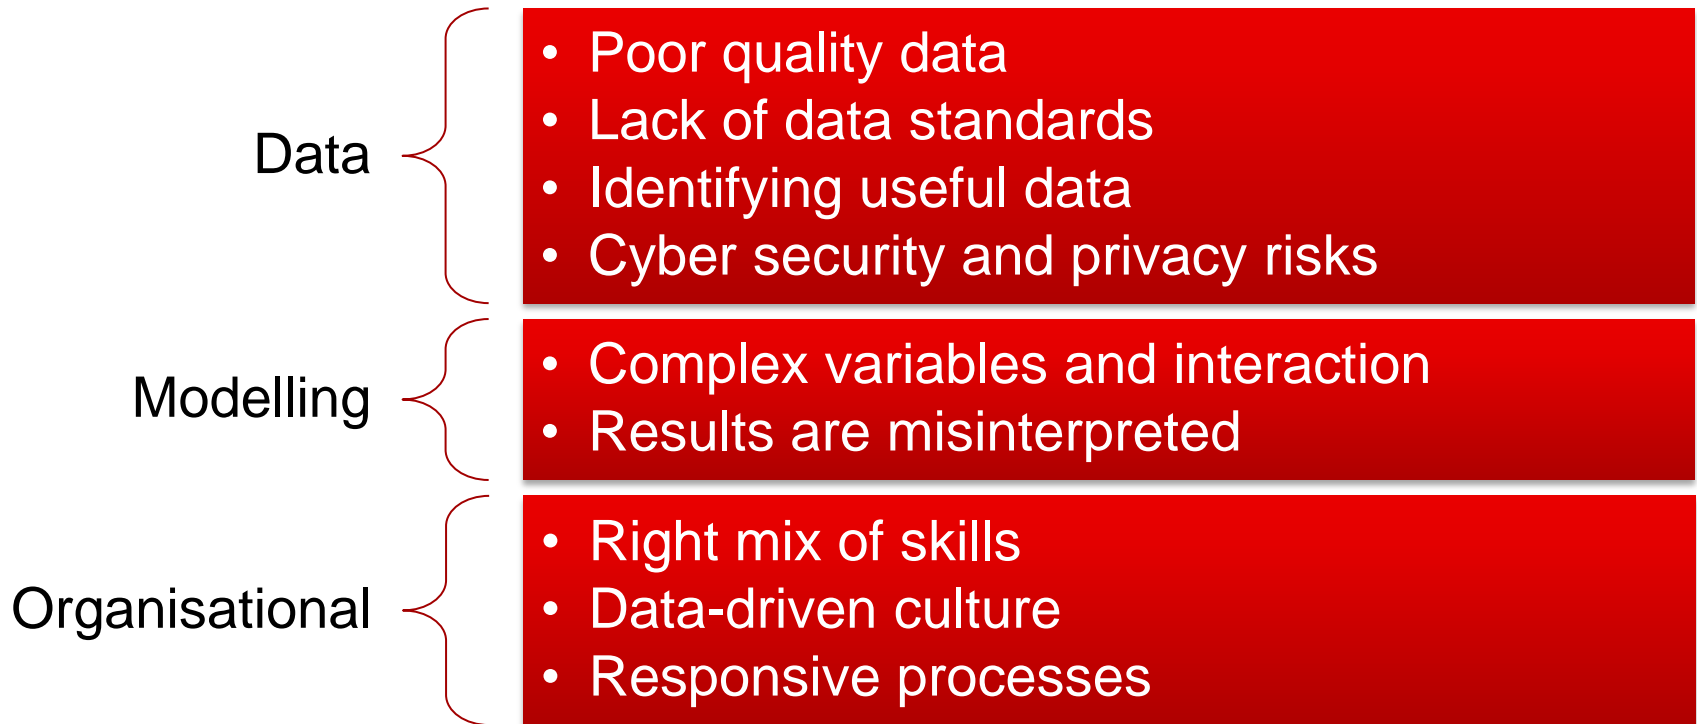 Data
• Poor quality data
• Lack of data standards
• Identifying useful data
• Cyber security and privacy risks
Modelling
• Complex variables and interaction
• Results are misinterpreted
Organisational
• Right mix of skills
• Data-driven culture
• Responsive processes